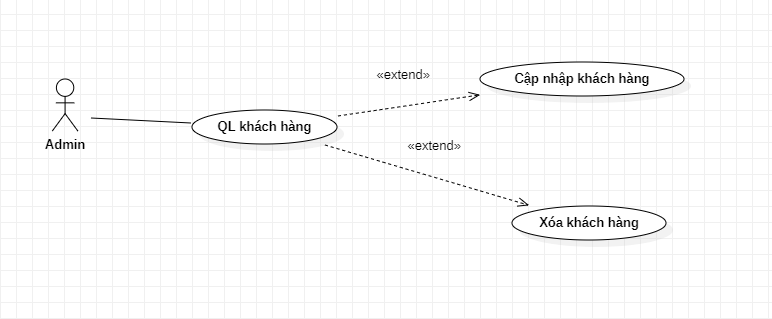 «extend»
Cập nhập khách hàng
Admin
QL khách hàng
«extend»
Xóa khách hàng